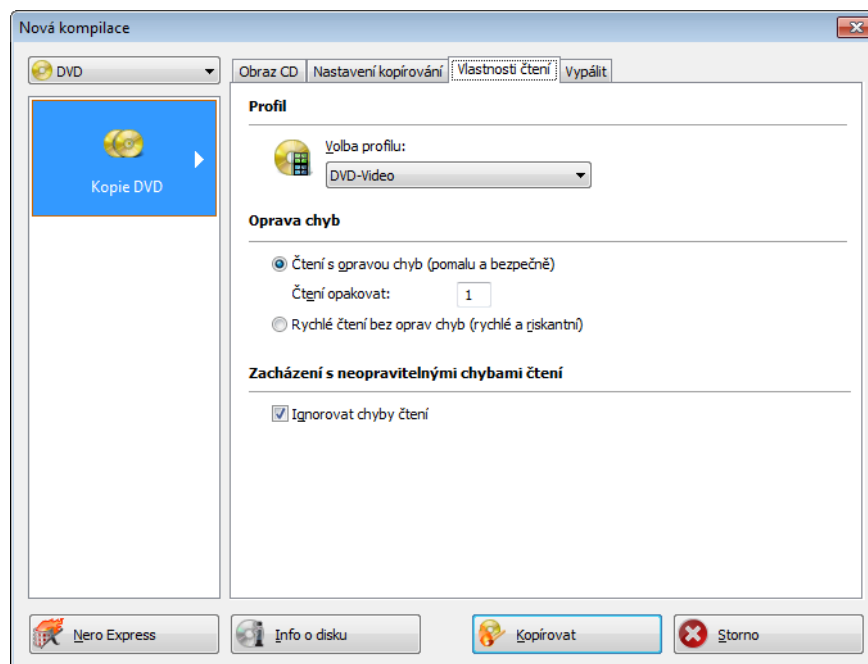 Nová kompilace
DVD
Obraz CD
Nastavení kopírování
Vlastnosti čtení
Vypálit
Kopie DVD
Profil
Volba profilu:
DVD-Video
Oprava chyb
Čtení s opravou chyb (pomalu a bezpečně)
Čtení opakovat:
1
Rychlé čtení bez oprav chyb (rychlé a riskantní)
Zacházení s neopravitelnými chybami čtení
Ignorovat chyby čtení
Nero Express
Info o disku
Kopírovat
Storno